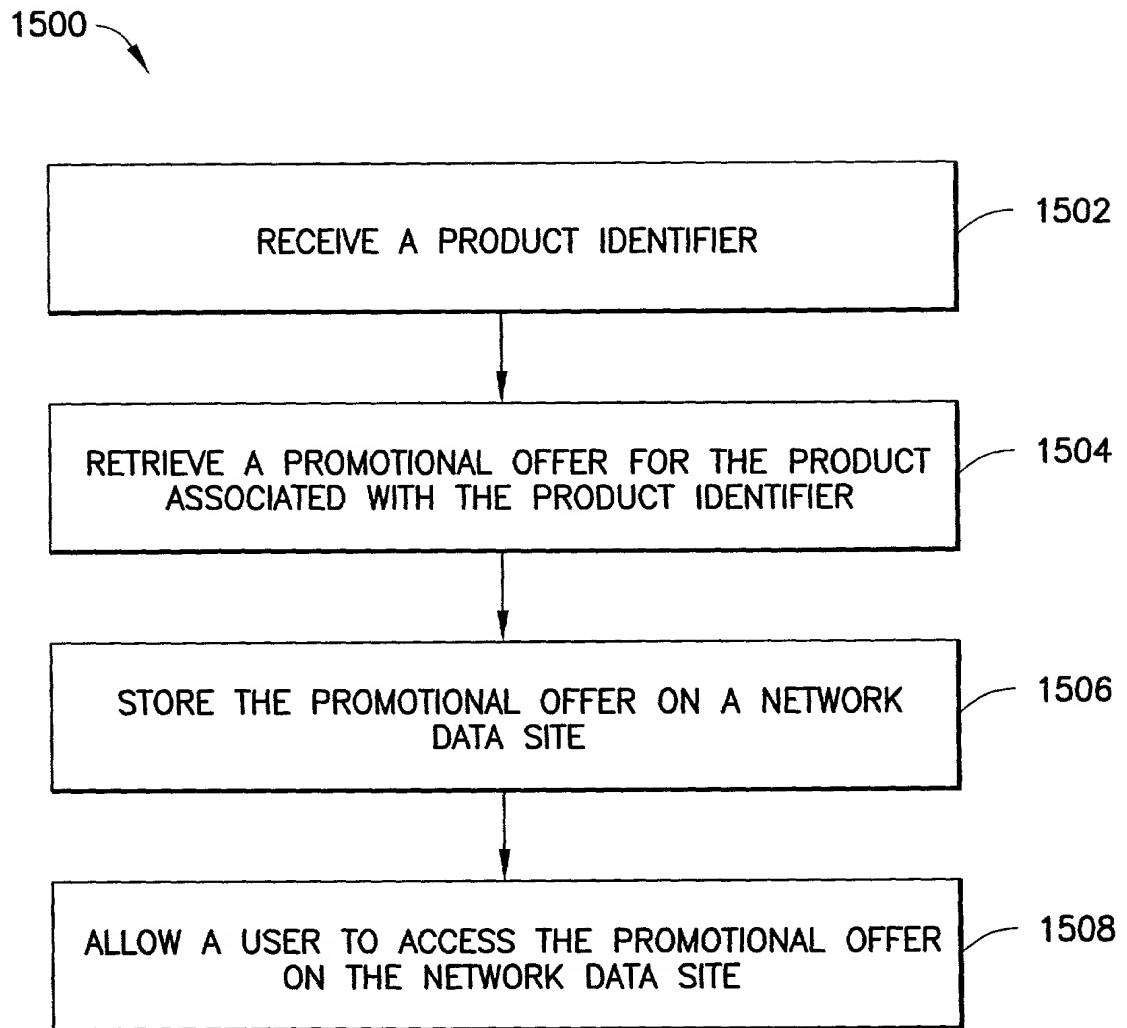 1500
RECEIVE A PRODUCT IDENTIFIER
1502
RETRIEVE A PROMOTIONAL OFFER FOR THE PRODUCT
ASSOCIATED WITH THE PRODUCT IDENTIFIER
1504
STORE THE PROMOTIONAL OFFER ON A NETWORK
DATA SITE
1506
ALLOW A USER TO ACCESS THE PROMOTIONAL OFFER
ON THE NETWORK DATA SITE
1508